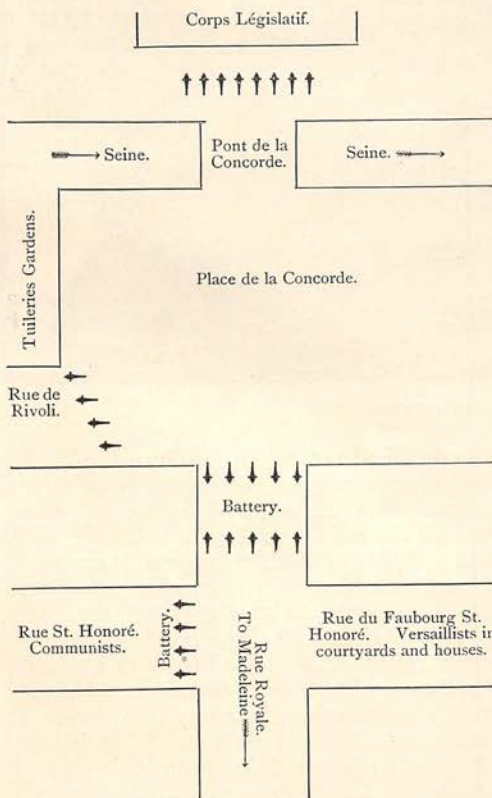 Corps Législatif.
Seine.
Pont de la
Concorde.
Seine.
Tuileries Gardens.
Place de la Concorde.
Rue de
Rivoli.
Battery.
Rue St. Honoré.
Communists.
Battery.
Rue Royale.
To Madeleine
Rue du Faubourg St.
Honoré. Versaillists in
courtyards and houses.